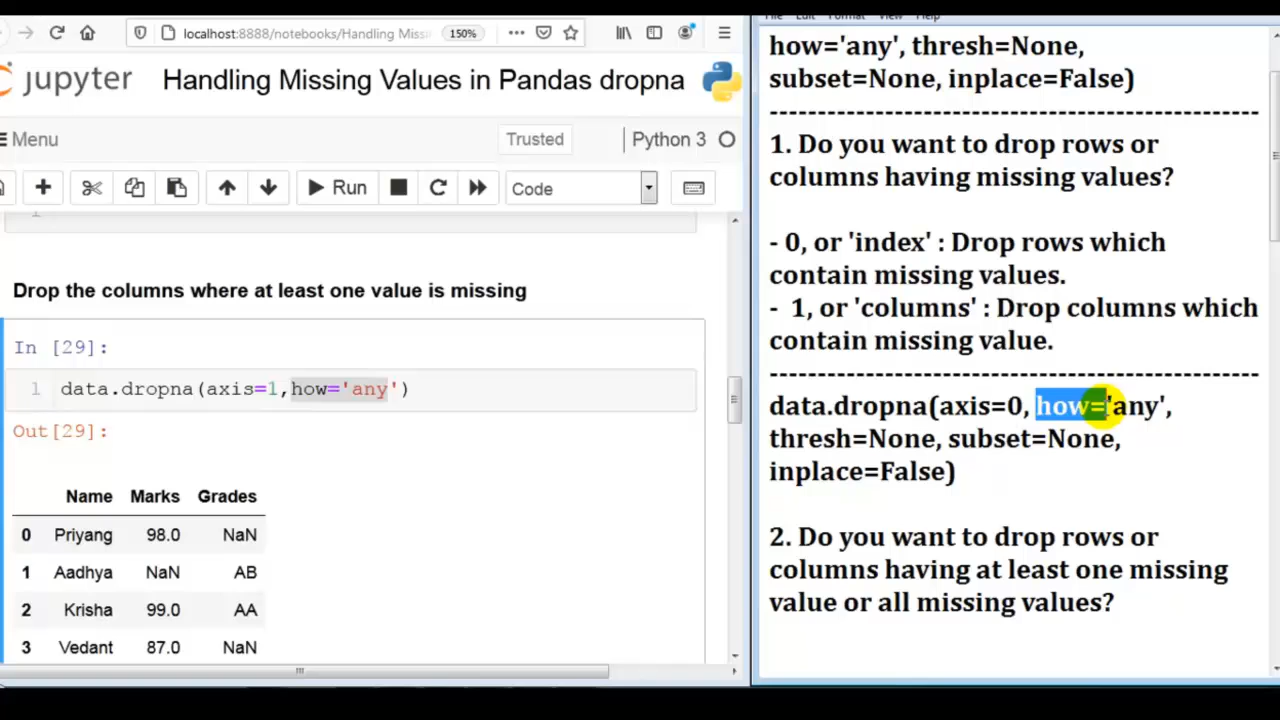 localhost:8888/notebooks/Handling Missi
150%
jupyter
Handling Missing Values in Pandas dropna
Menu
Trusted
Python 3
Run
Code
1
Drop the columns where at least one value is missing
In [29]:
1 data.dropna(axis=1,how='any')
Out[29]:
Name Marks Grades
0 Priyang 98.0 NaN
1 Aadhya NaN AB
2 Krisha 99.0 AA
3 Vedant 87.0 NaN
File Edit Format View Help
how='any', thresh=None,
subset=None, inplace=False)
--------------------------------------------------
1. Do you want to drop rows or
columns having missing values?
- 0, or 'index' : Drop rows which
contain missing values.
- 1, or 'columns' : Drop columns which
contain missing value.
--------------------------------------------------
data.dropna(axis=0, how='any',
thresh=None, subset=None,
inplace=False)
2. Do you want to drop rows or
columns having at least one missing
value or all missing values?